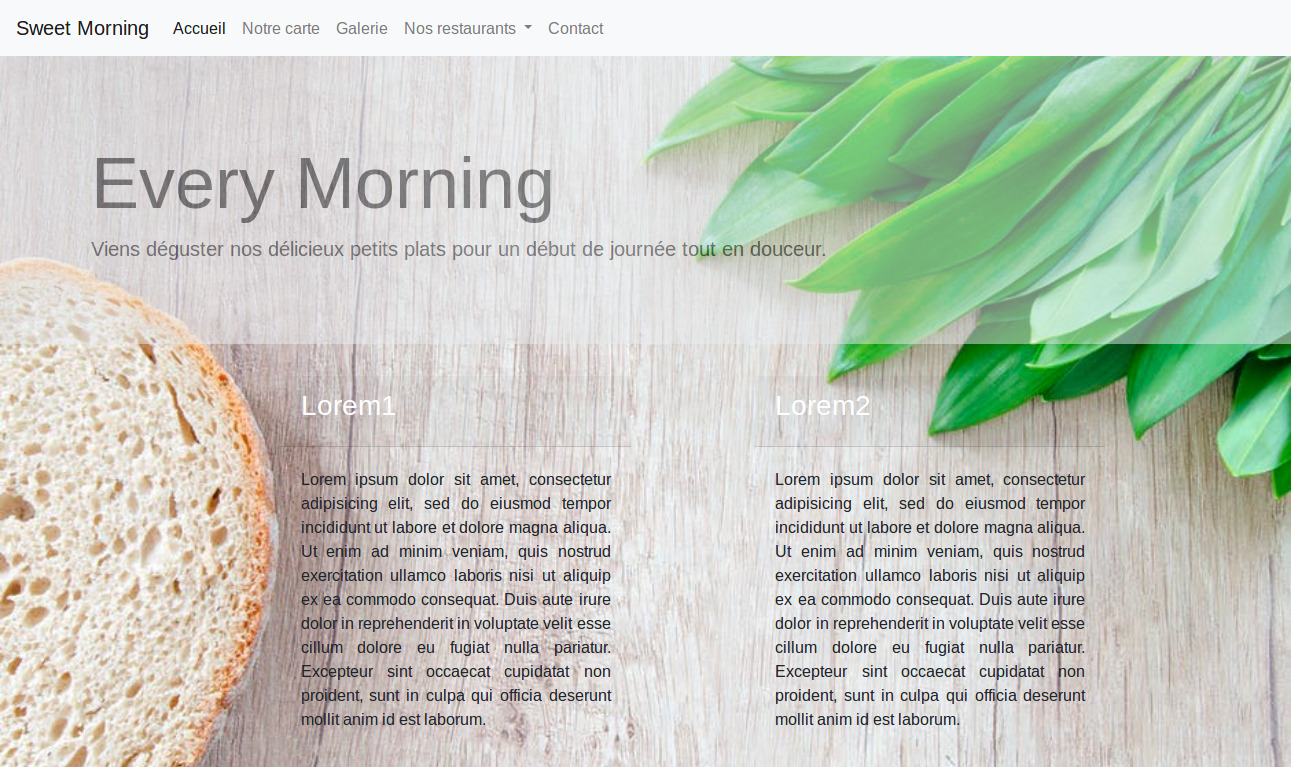 Sweet Morning Accueil Notre carte Galerie Nos restaurants Contact
Every Morning
Viens déguster nos délicieux petits plats pour un début de journée tout en douceur.
Lorem1
Lorem ipsum dolor sit amet, consectetur
adipisicing elit, sed do eiusmod tempor
incididunt ut labore et dolore magna aliqua.
Ut enim ad minim veniam, quis nostrud
exercitation ullamco laboris nisi ut aliquip
ex ea commodo consequat. Duis aute irure
dolor in reprehenderit in voluptate velit esse
cillum dolore eu fugiat nulla pariatur.
Excepteur sint occaecat cupidatat non
proident, sunt in culpa qui officia deserunt
mollit anim id est laborum.
Lorem2
Lorem ipsum dolor sit amet, consectetur
adipisicing elit, sed do eiusmod tempor
incididunt ut labore et dolore magna aliqua.
Ut enim ad minim veniam, quis nostrud
exercitation ullamco laboris nisi ut aliquip
ex ea commodo consequat. Duis aute irure
dolor in reprehenderit in voluptate velit esse
cillum dolore eu fugiat nulla pariatur.
Excepteur sint occaecat cupidatat non
proident, sunt in culpa qui officia deserunt
mollit anim id est laborum.